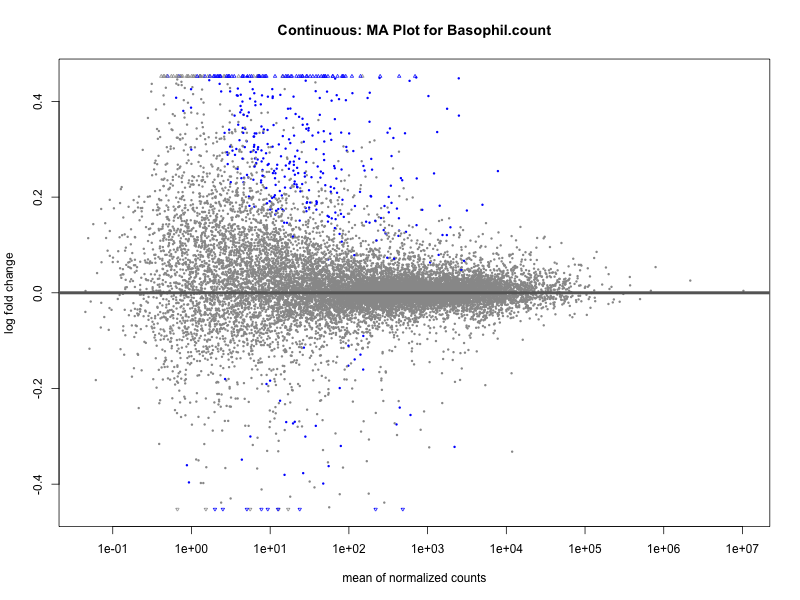 Continuous: MA Plot for Basophil.count
log fold change
0.4
0.2
0.0
-0.2
-0.4
1e-01 1e+00 1e+01 1e+02 1e+03 1e+04 1e+05 1e+06 1e+07
mean of normalized counts